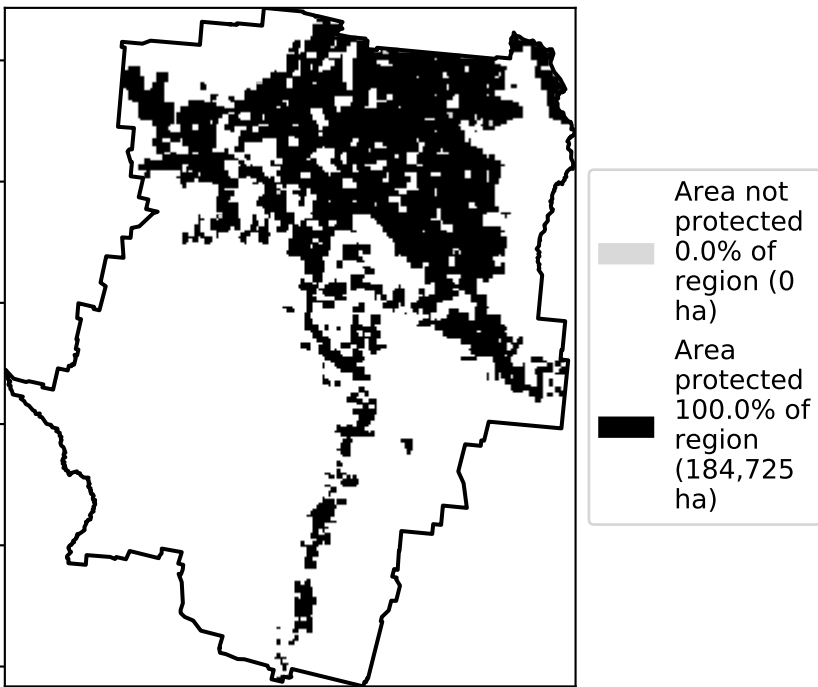 Area not
protected
0.0% of
region (0
ha)
Area
protected
100.0% of
region
(184,725
ha)